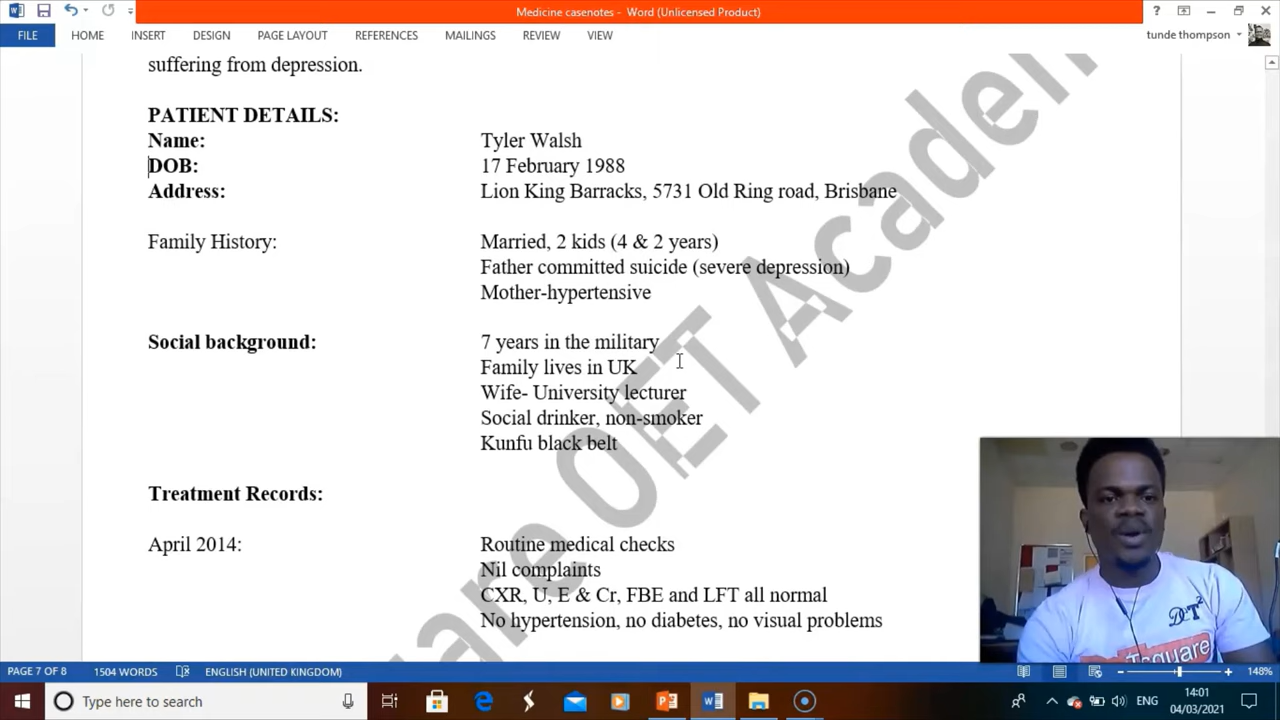 Medicine casenotes - Word (Unlicensed Product)
FILE HOME INSERT DESIGN PAGE LAYOUT REFERENCES MAILINGS REVIEW VIEW tunde thompson
suffering from depression.
PATIENT DETAILS:
Name: Tyler Walsh
DOB: 17 February 1988
Address: Lion King Barracks, 5731 Old Ring road, Brisbane
Family History: Married, 2 kids (4 & 2 years)
Father committed suicide (severe depression)
Mother-hypertensive
Social background: 7 years in the military
Family lives in UK
Wife- University lecturer
Social drinker, non-smoker
Kunfu black belt
Treatment Records:
April 2014: Routine medical checks
Nil complaints
CXR, U, E & Cr, FBE and LFT all normal
No hypertension, no diabetes, no visual problems
are OET Academ
DT²
Tsquare
PAGE 7 OF 8 1504 WORDS ENGLISH (UNITED KINGDOM) 148%
Type here to search ENG 14:01
04/03/2021